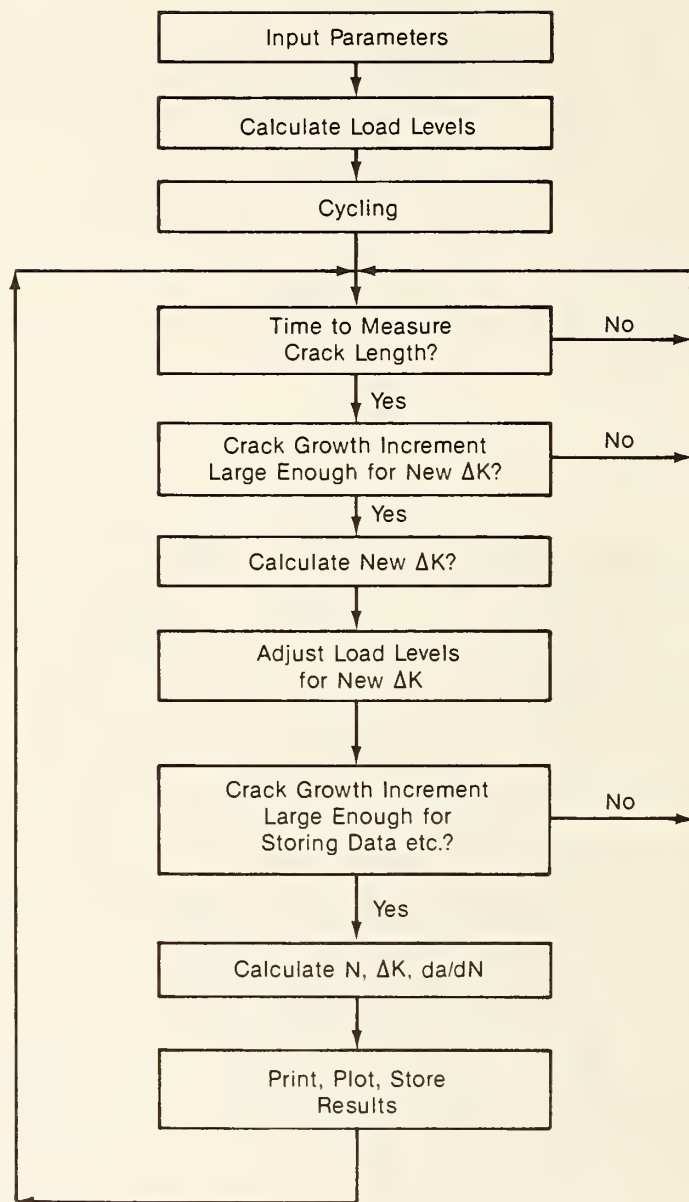 Input Parameters
Calculate Load Levels
Cycling
Time to Measure
Crack Length?
No
Yes
Crack Growth Increment
Large Enough for New ΔK?
No
Yes
Calculate New ΔK?
Adjust Load Levels
for New ΔK
Crack Growth Increment
Large Enough for
Storing Data etc.?
No
Yes
Calculate N, ΔK, da/dN
Print, Plot, Store
Results